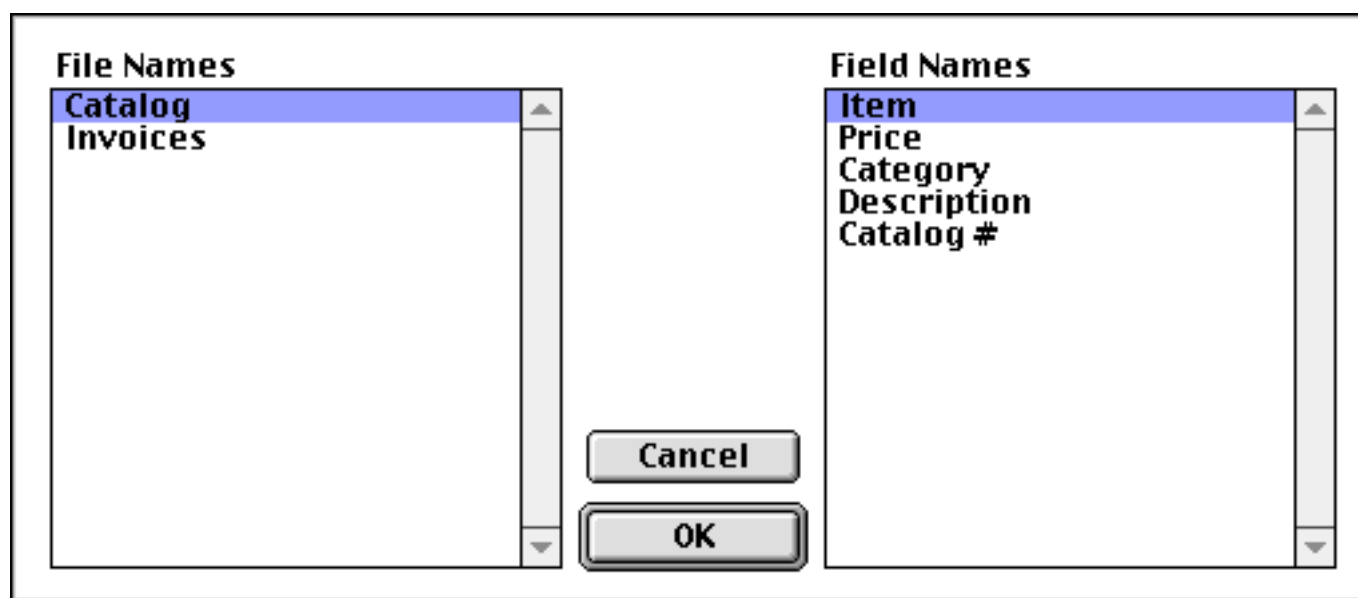 File Names
Catalog
Invoices
Cancel
OK
Field Names
Item
Price
Category
Description
Catalog #